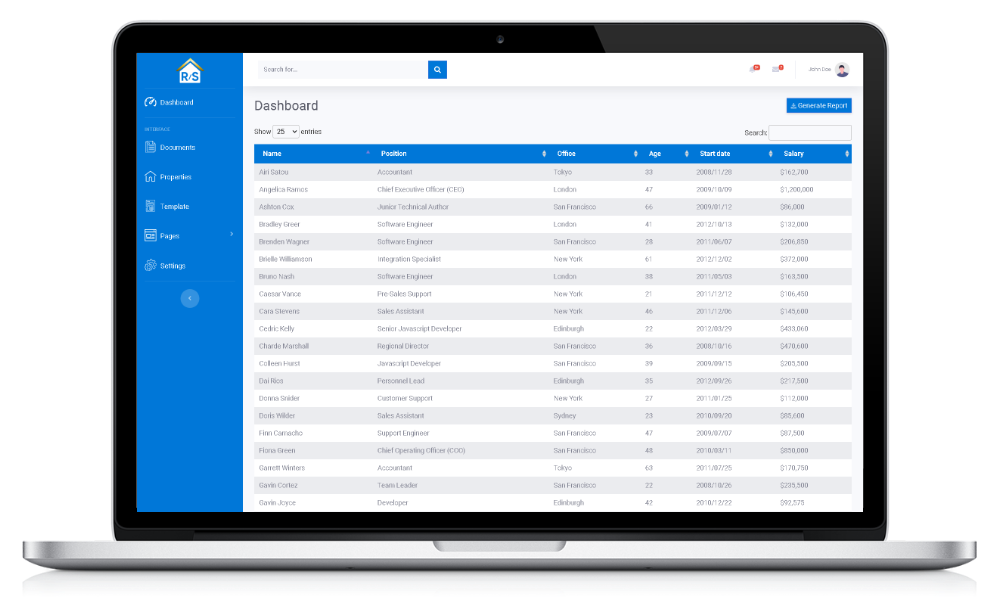 R/S
Search for...
John Doe
Dashboard
INTERFACE
Documents
Properties
Template
Pages
Settings
Dashboard
Generate Report
Show 25 entries
Search:
Name Position Office Age Start date Salary
Airi Satou Accountant Tokyo 33 2008/11/28 $162,700
Angelica Ramos Chief Executive Officer (CEO) London 47 2009/10/09 $1,200,000
Ashton Cox Junior Technical Author San Francisco 66 2009/01/12 $86,000
Bradley Greer Software Engineer London 41 2012/10/13 $132,000
Brenden Wagner Software Engineer San Francisco 28 2011/06/07 $206,850
Brielle Williamson Integration Specialist New York 61 2012/12/02 $372,000
Bruno Nash Software Engineer London 38 2011/05/03 $163,500
Caesar Vance Pre-Sales Support New York 21 2011/12/12 $106,450
Cara Stevens Sales Assistant New York 46 2011/12/06 $145,600
Cedric Kelly Senior Javascript Developer Edinburgh 22 2012/03/29 $433,060
Charde Marshall Regional Director San Francisco 36 2008/10/16 $470,600
Colleen Hurst Javascript Developer San Francisco 39 2009/09/15 $205,500
Dai Rios Personnel Lead Edinburgh 35 2012/09/26 $217,500
Donna Snider Customer Support New York 27 2011/01/25 $112,000
Doris Wilder Sales Assistant Sydney 23 2010/09/20 $85,600
Finn Camacho Support Engineer San Francisco 47 2009/07/07 $87,500
Fiona Green Chief Operating Officer (COO) San Francisco 48 2010/03/11 $850,000
Garrett Winters Accountant Tokyo 63 2011/07/25 $170,750
Gavin Cortez Team Leader San Francisco 22 2008/10/26 $235,500
Gavin Joyce Developer Edinburgh 42 2010/12/22 $92,575